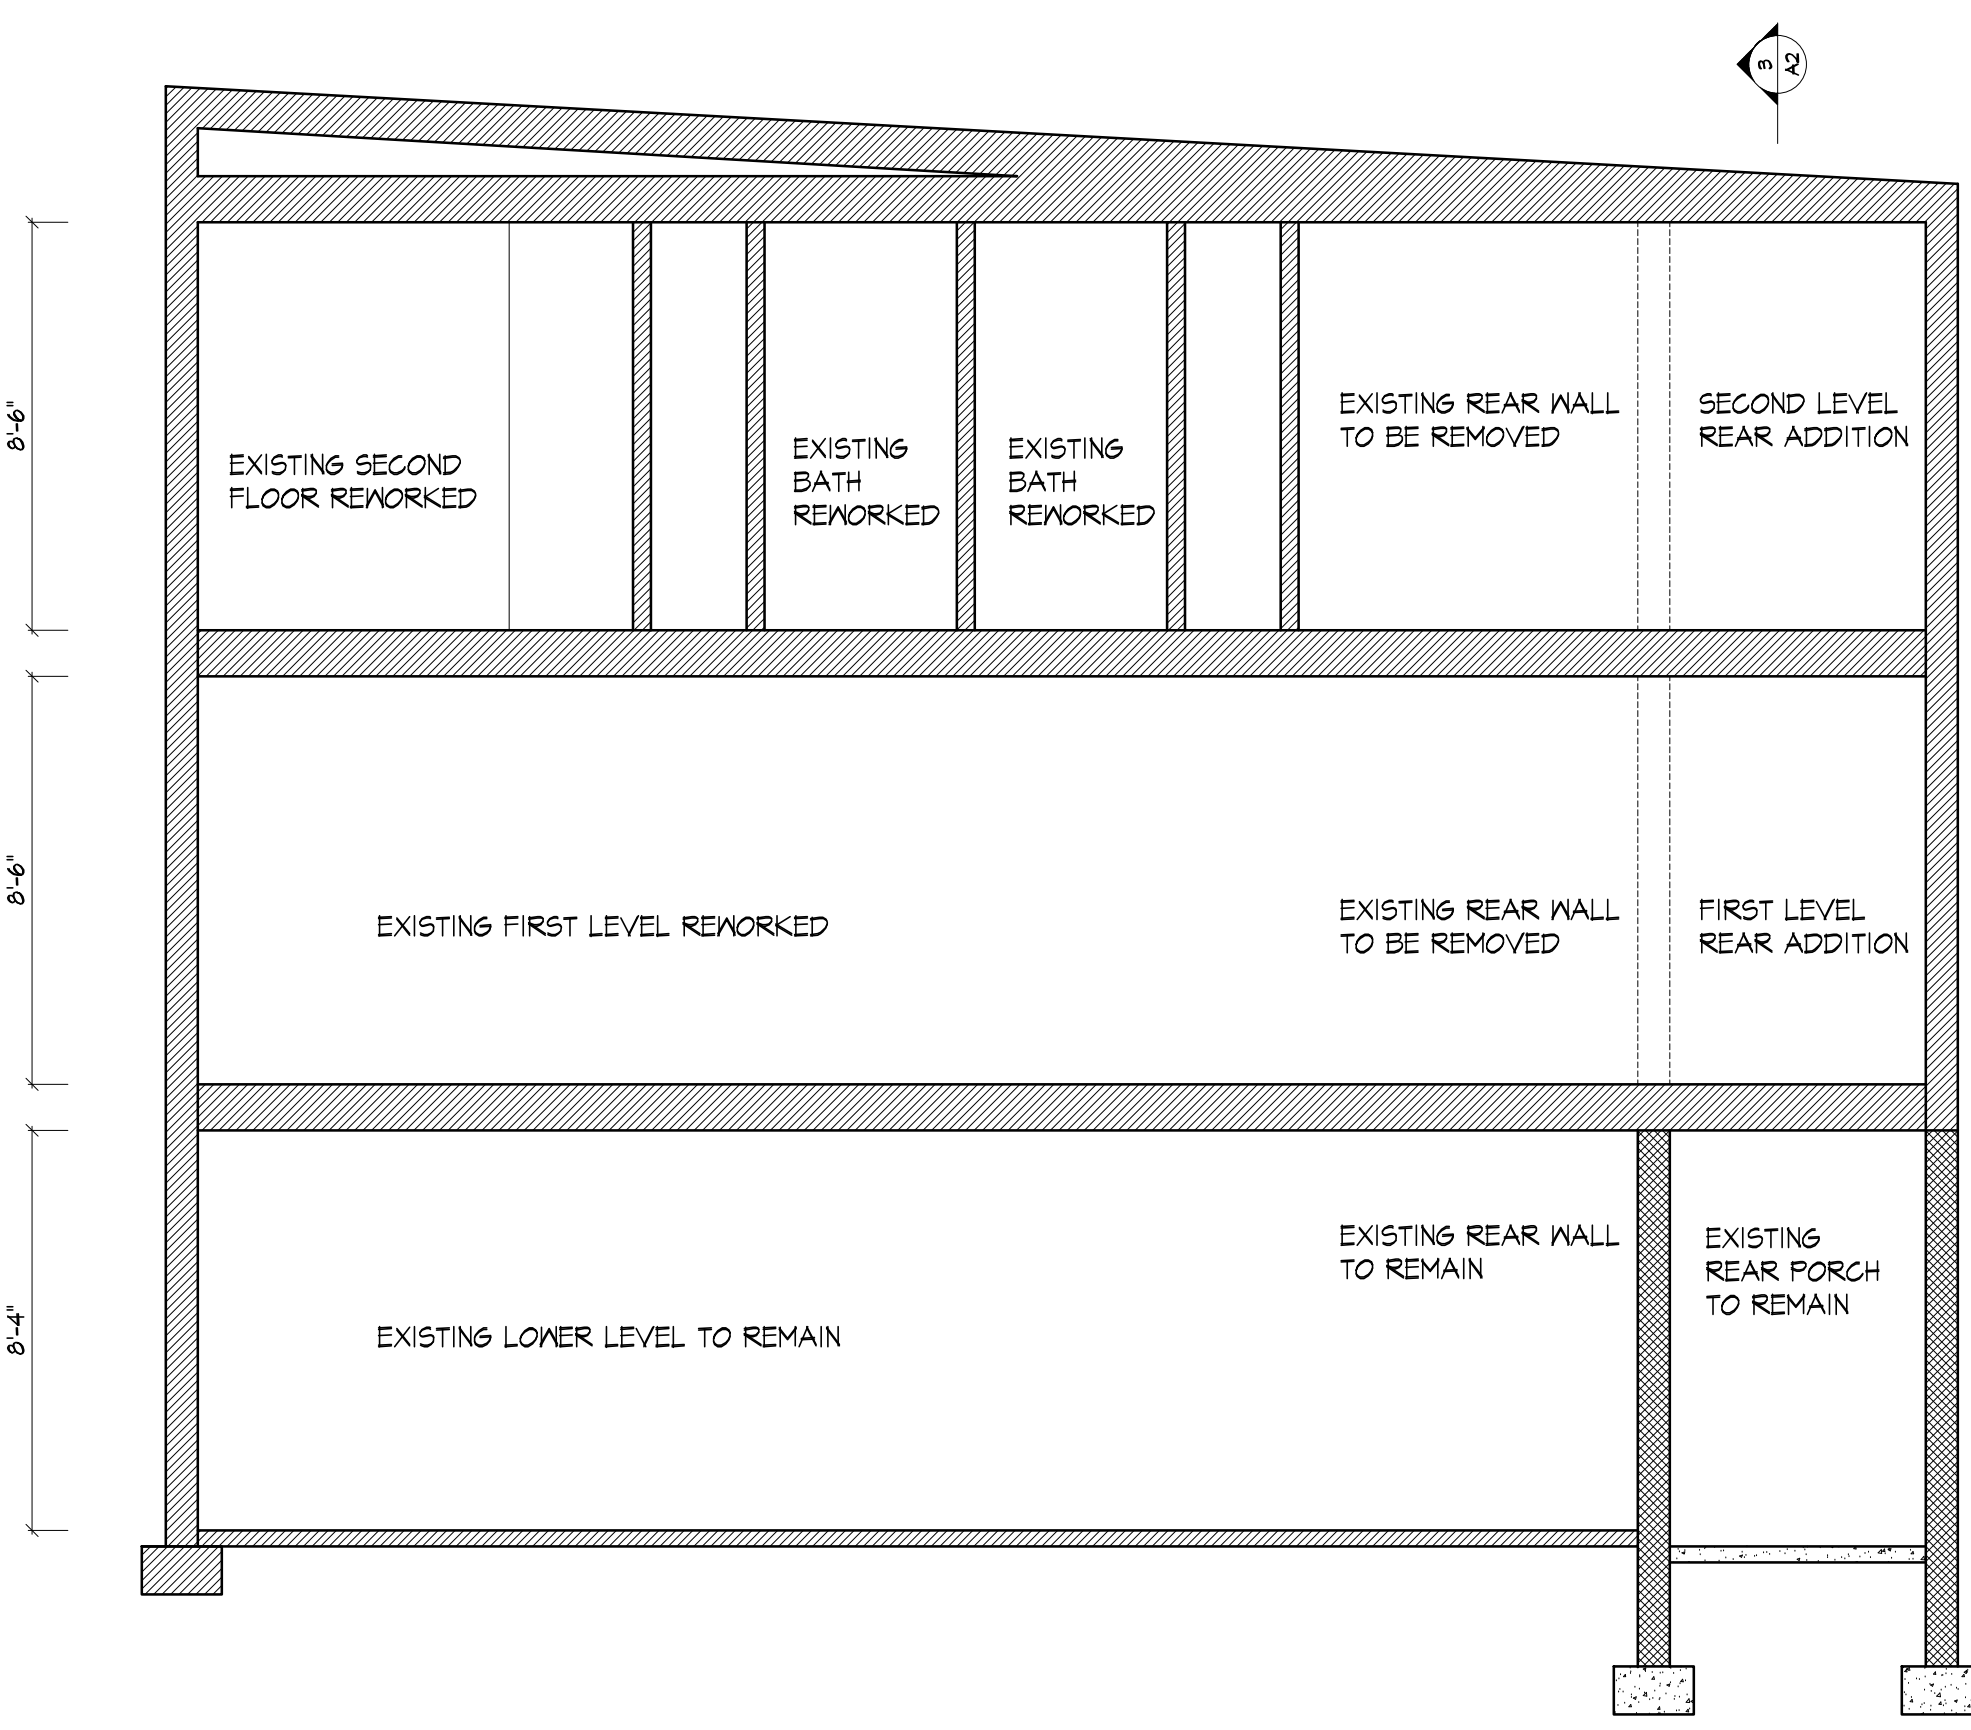 3
A2
8'-6"
EXISTING SECOND
FLOOR REWORKED
EXISTING
BATH
REWORKED
EXISTING
BATH
REWORKED
EXISTING REAR WALL
TO BE REMOVED
SECOND LEVEL
REAR ADDITION
8'-6"
EXISTING FIRST LEVEL REWORKED
EXISTING REAR WALL
TO BE REMOVED
FIRST LEVEL
REAR ADDITION
8'-4"
EXISTING LOWER LEVEL TO REMAIN
EXISTING REAR WALL
TO REMAIN
EXISTING
REAR PORCH
TO REMAIN